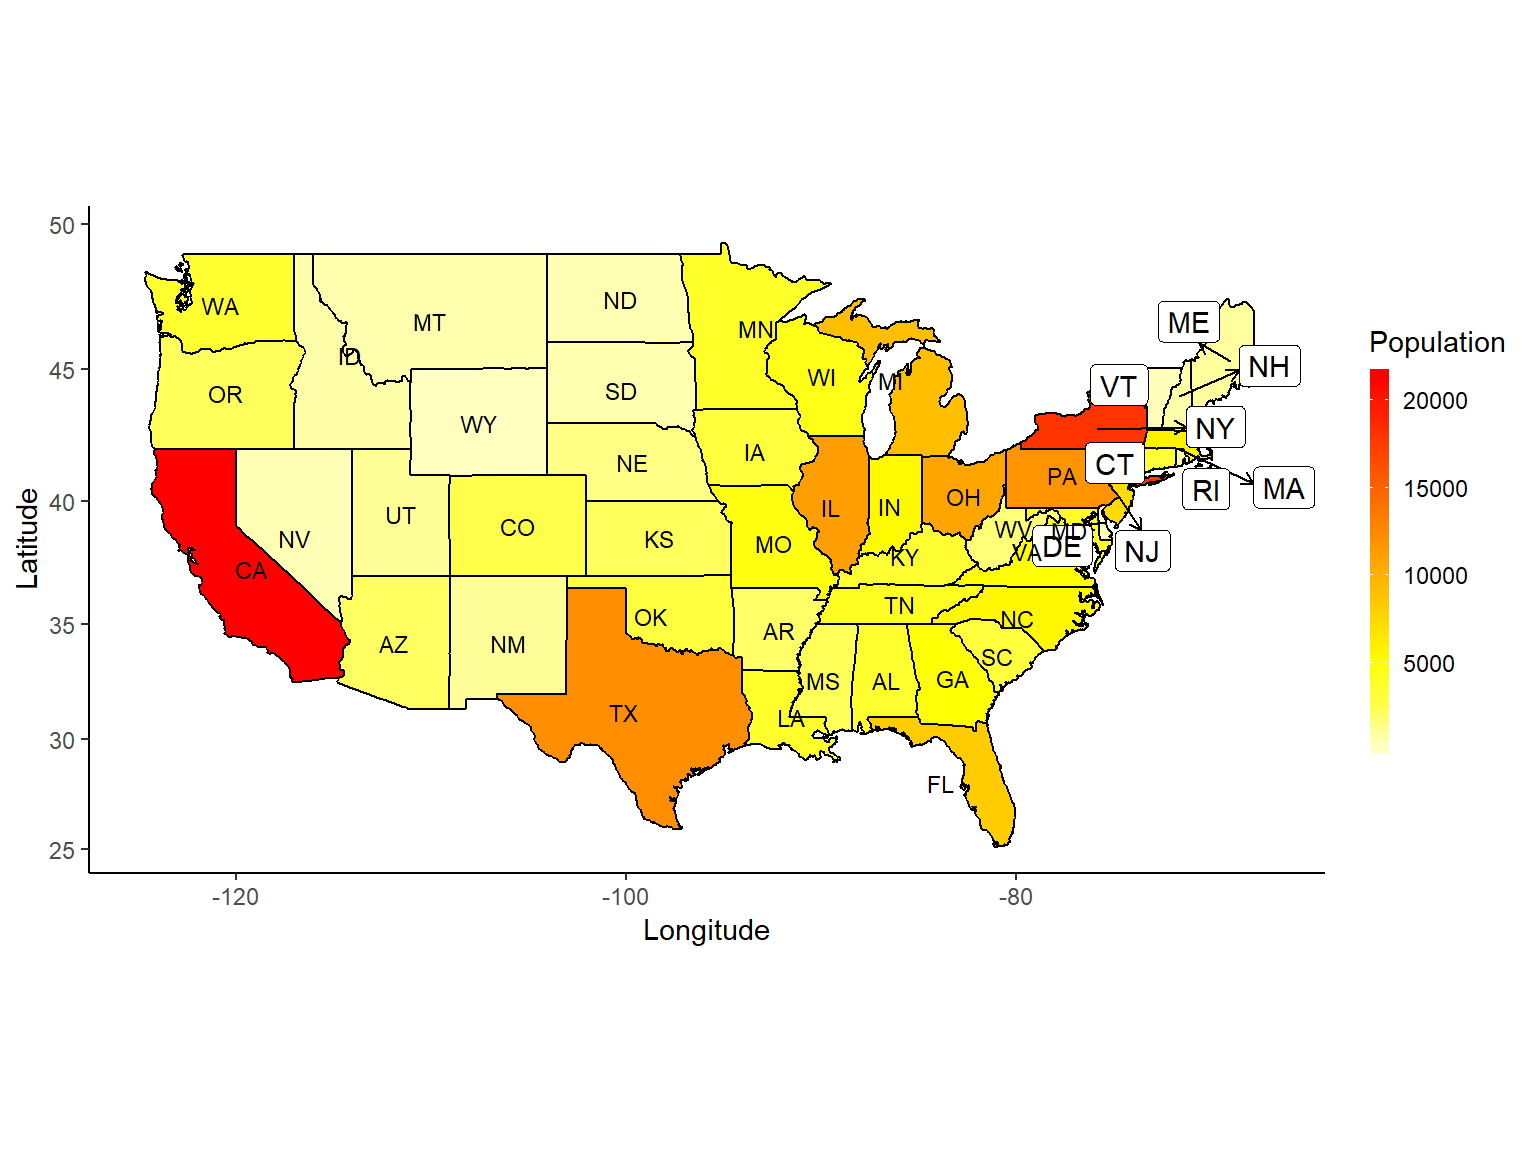 50
45
40
35
30
25
Latitude
-120
-100
-80
Longitude
WA
MT
ND
MN
ID
OR
WY
SD
WI
MI
ME
NH
VT
NY
CT
RI
MA
NE
IA
PA
OH
IL
IN
NV
UT
CO
KS
MO
WV
MD
DE
VA
NJ
KY
CA
AZ
NM
OK
AR
TN
NC
SC
MS
AL
GA
TX
LA
FL
Population
20000
15000
10000
5000